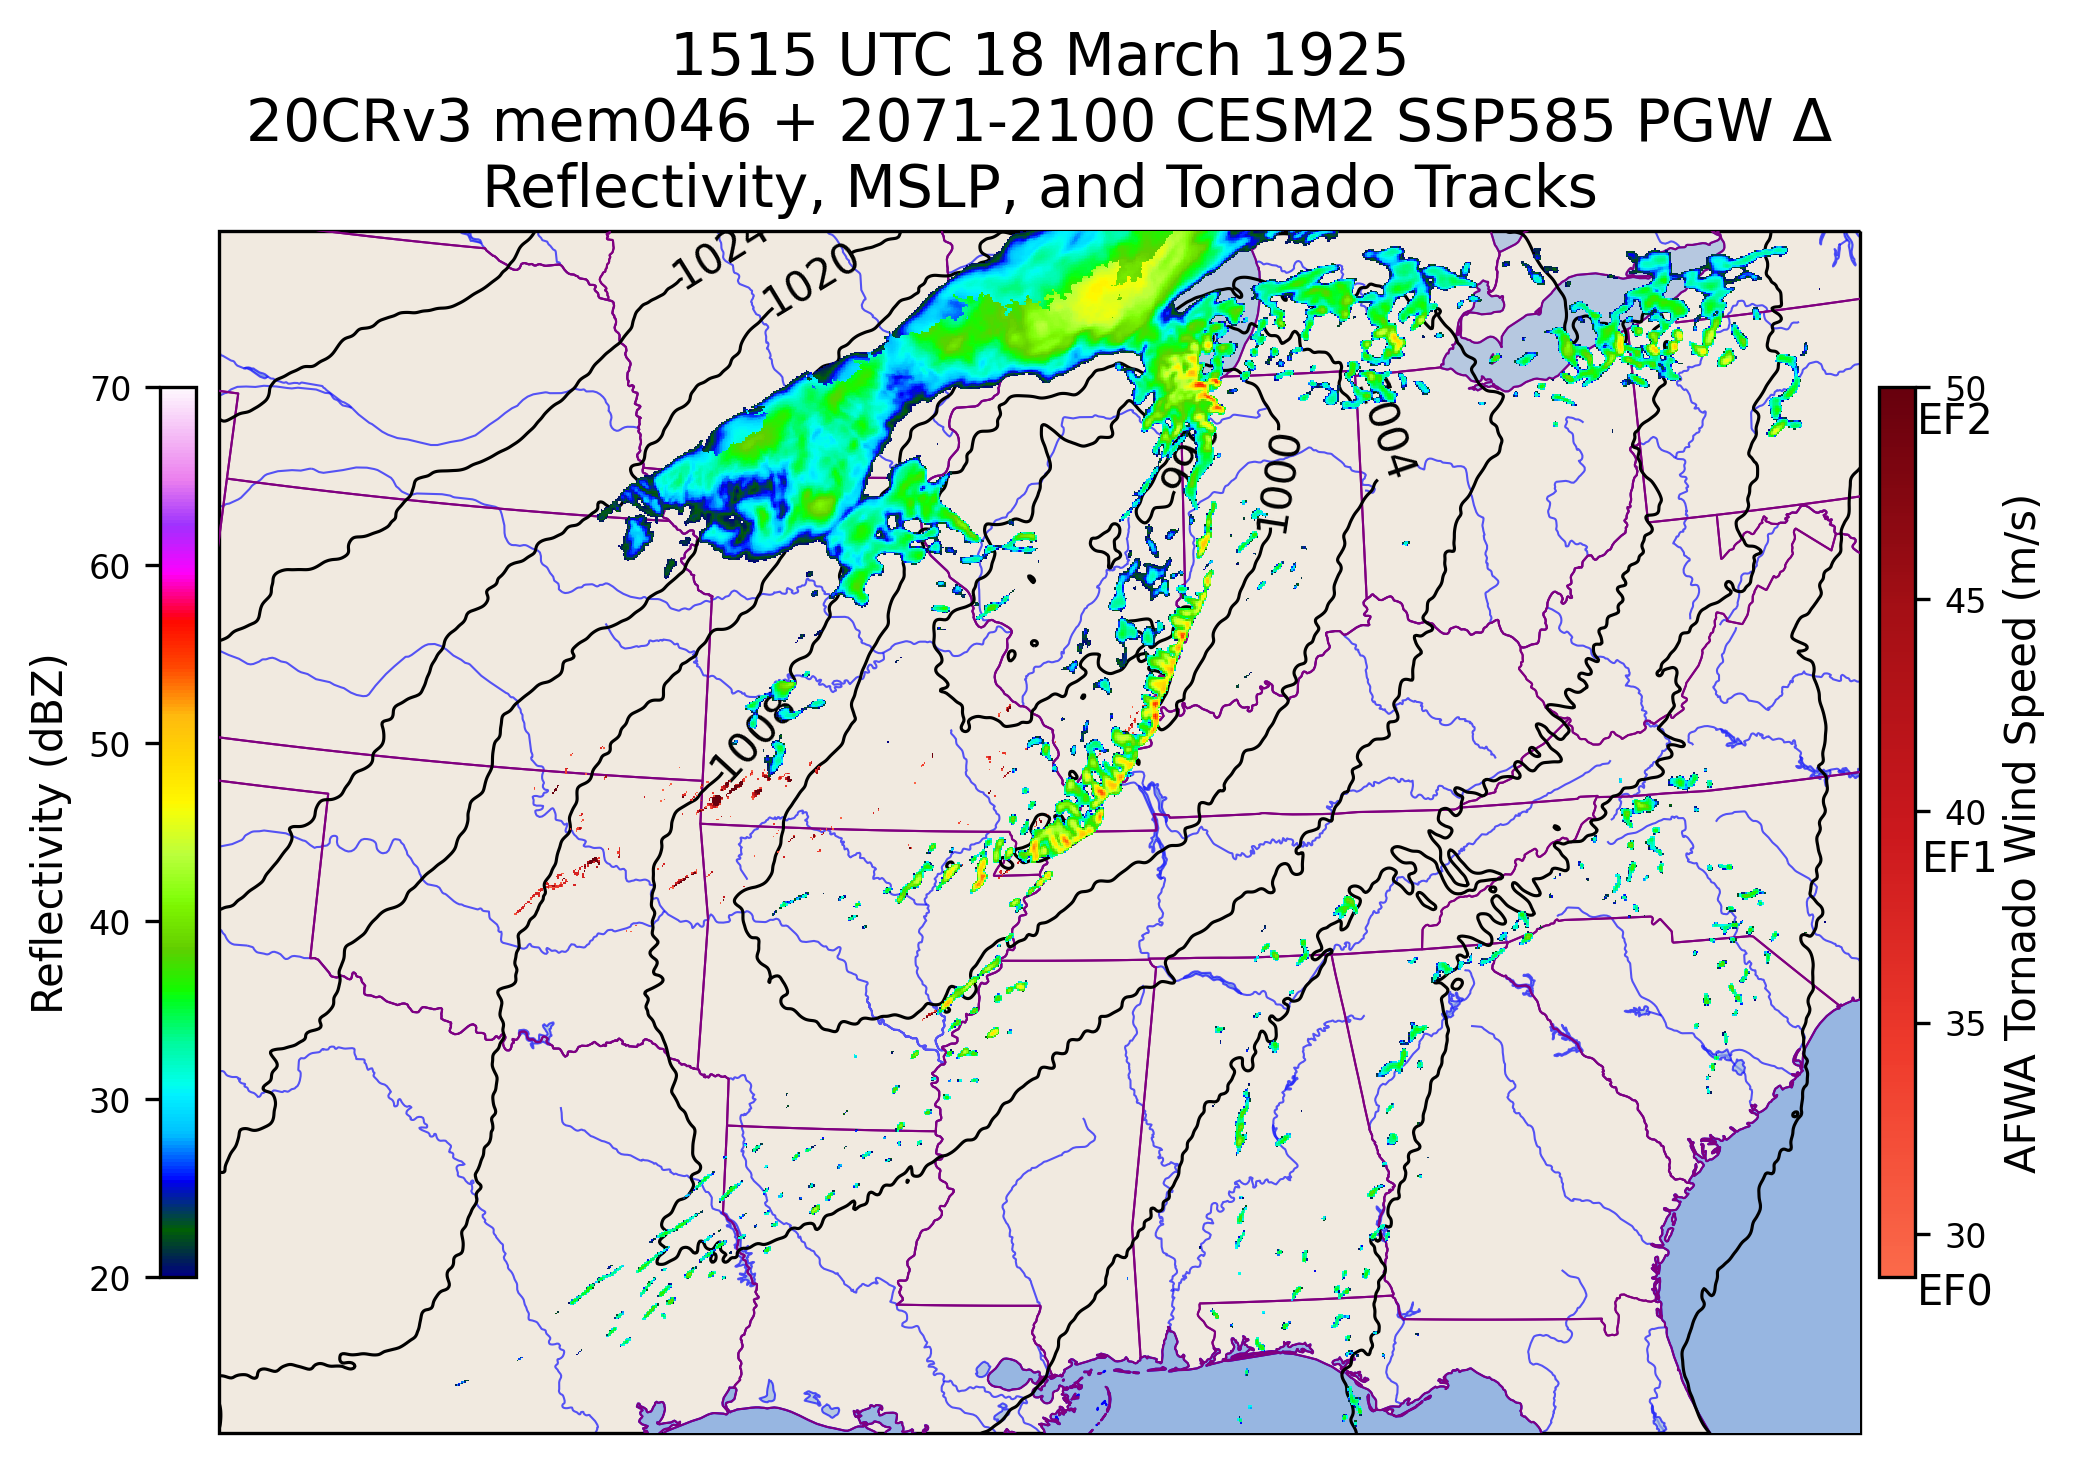 1515 UTC 18 March 1925
20CRv3 mem046 + 2071-2100 CESM2 SSP585 PGW Δ
Reflectivity, MSLP, and Tornado Tracks
1024
1020
1004
1000
99
1008
70
60
50
40
30
20
Reflectivity (dBZ)
50
EF2
45
40
EF1
35
30
EF0
AFWA Tornado Wind Speed (m/s)